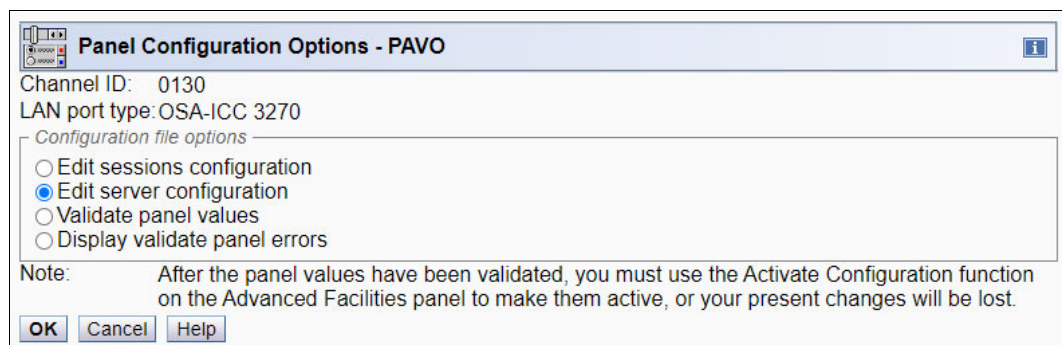 Panel Configuration Options - PAVO
i
Channel ID: 0130
LAN port type: OSA-ICC 3270
Configuration file options
Edit sessions configuration
Edit server configuration
Validate panel values
Display validate panel errors
Note: After the panel values have been validated, you must use the Activate Configuration function
on the Advanced Facilities panel to make them active, or your present changes will be lost.
OK Cancel Help